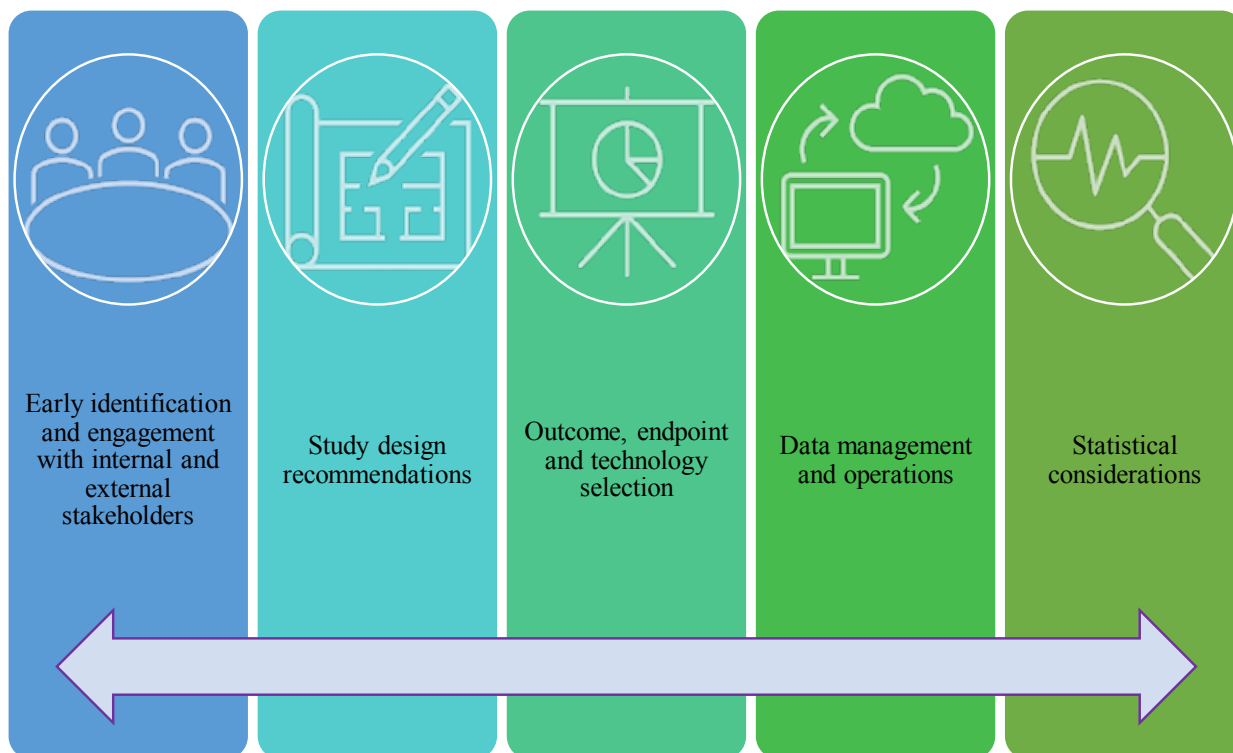 Early identification
and engagement
with internal and
external
stakeholders
Study design
recommendations
Outcome, endpoint
and technology
selection
Data management
and operations
Statistical
considerations